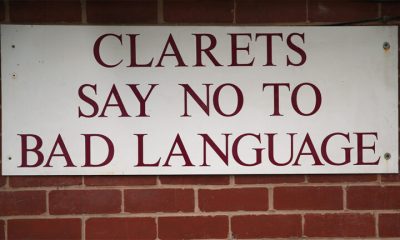 CLARETS
SAY NO TO
BAD LANGUAGE